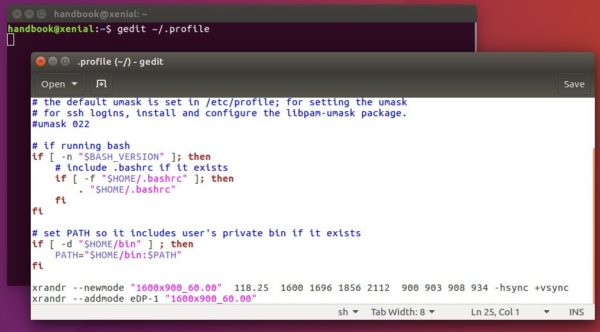 handbook@xenial: ~
handbook@xenial:~$ gedit ~/.profile
.profile (~/) - gedit
Open
Save
# the default umask is set in /etc/profile; for setting the umask
# for ssh logins, install and configure the libpam-umask package.
#umask 022

# if running bash
if [ -n "$BASH_VERSION" ]; then
    # include .bashrc if it exists
    if [ -f "$HOME/.bashrc" ]; then
        . "$HOME/.bashrc"
    fi
fi

# set PATH so it includes user's private bin if it exists
if [ -d "$HOME/bin" ] ; then
    PATH="$HOME/bin:$PATH"

xrandr --newmode "1600x900_60.00"  118.25  1600 1696 1856 2112  900 903 908 934 -hsync +vsync
xrandr --addmode eDP-1 "1600x900_60.00"
sh Tab Width: 8 Ln 25, Col 1 INS